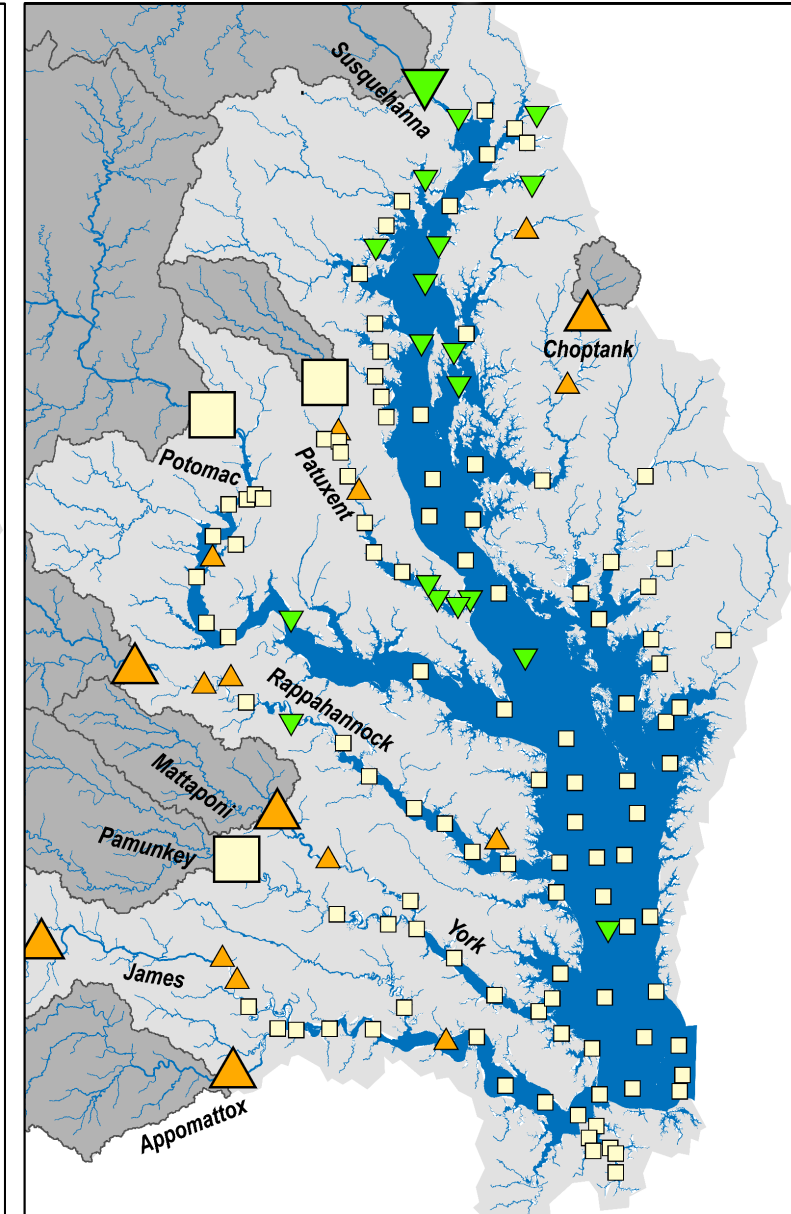 Susquehanna
Choptank
Potomac
Patuxent
Rappahannock
Mattaponi
Pamunkey
York
James
Appomattox